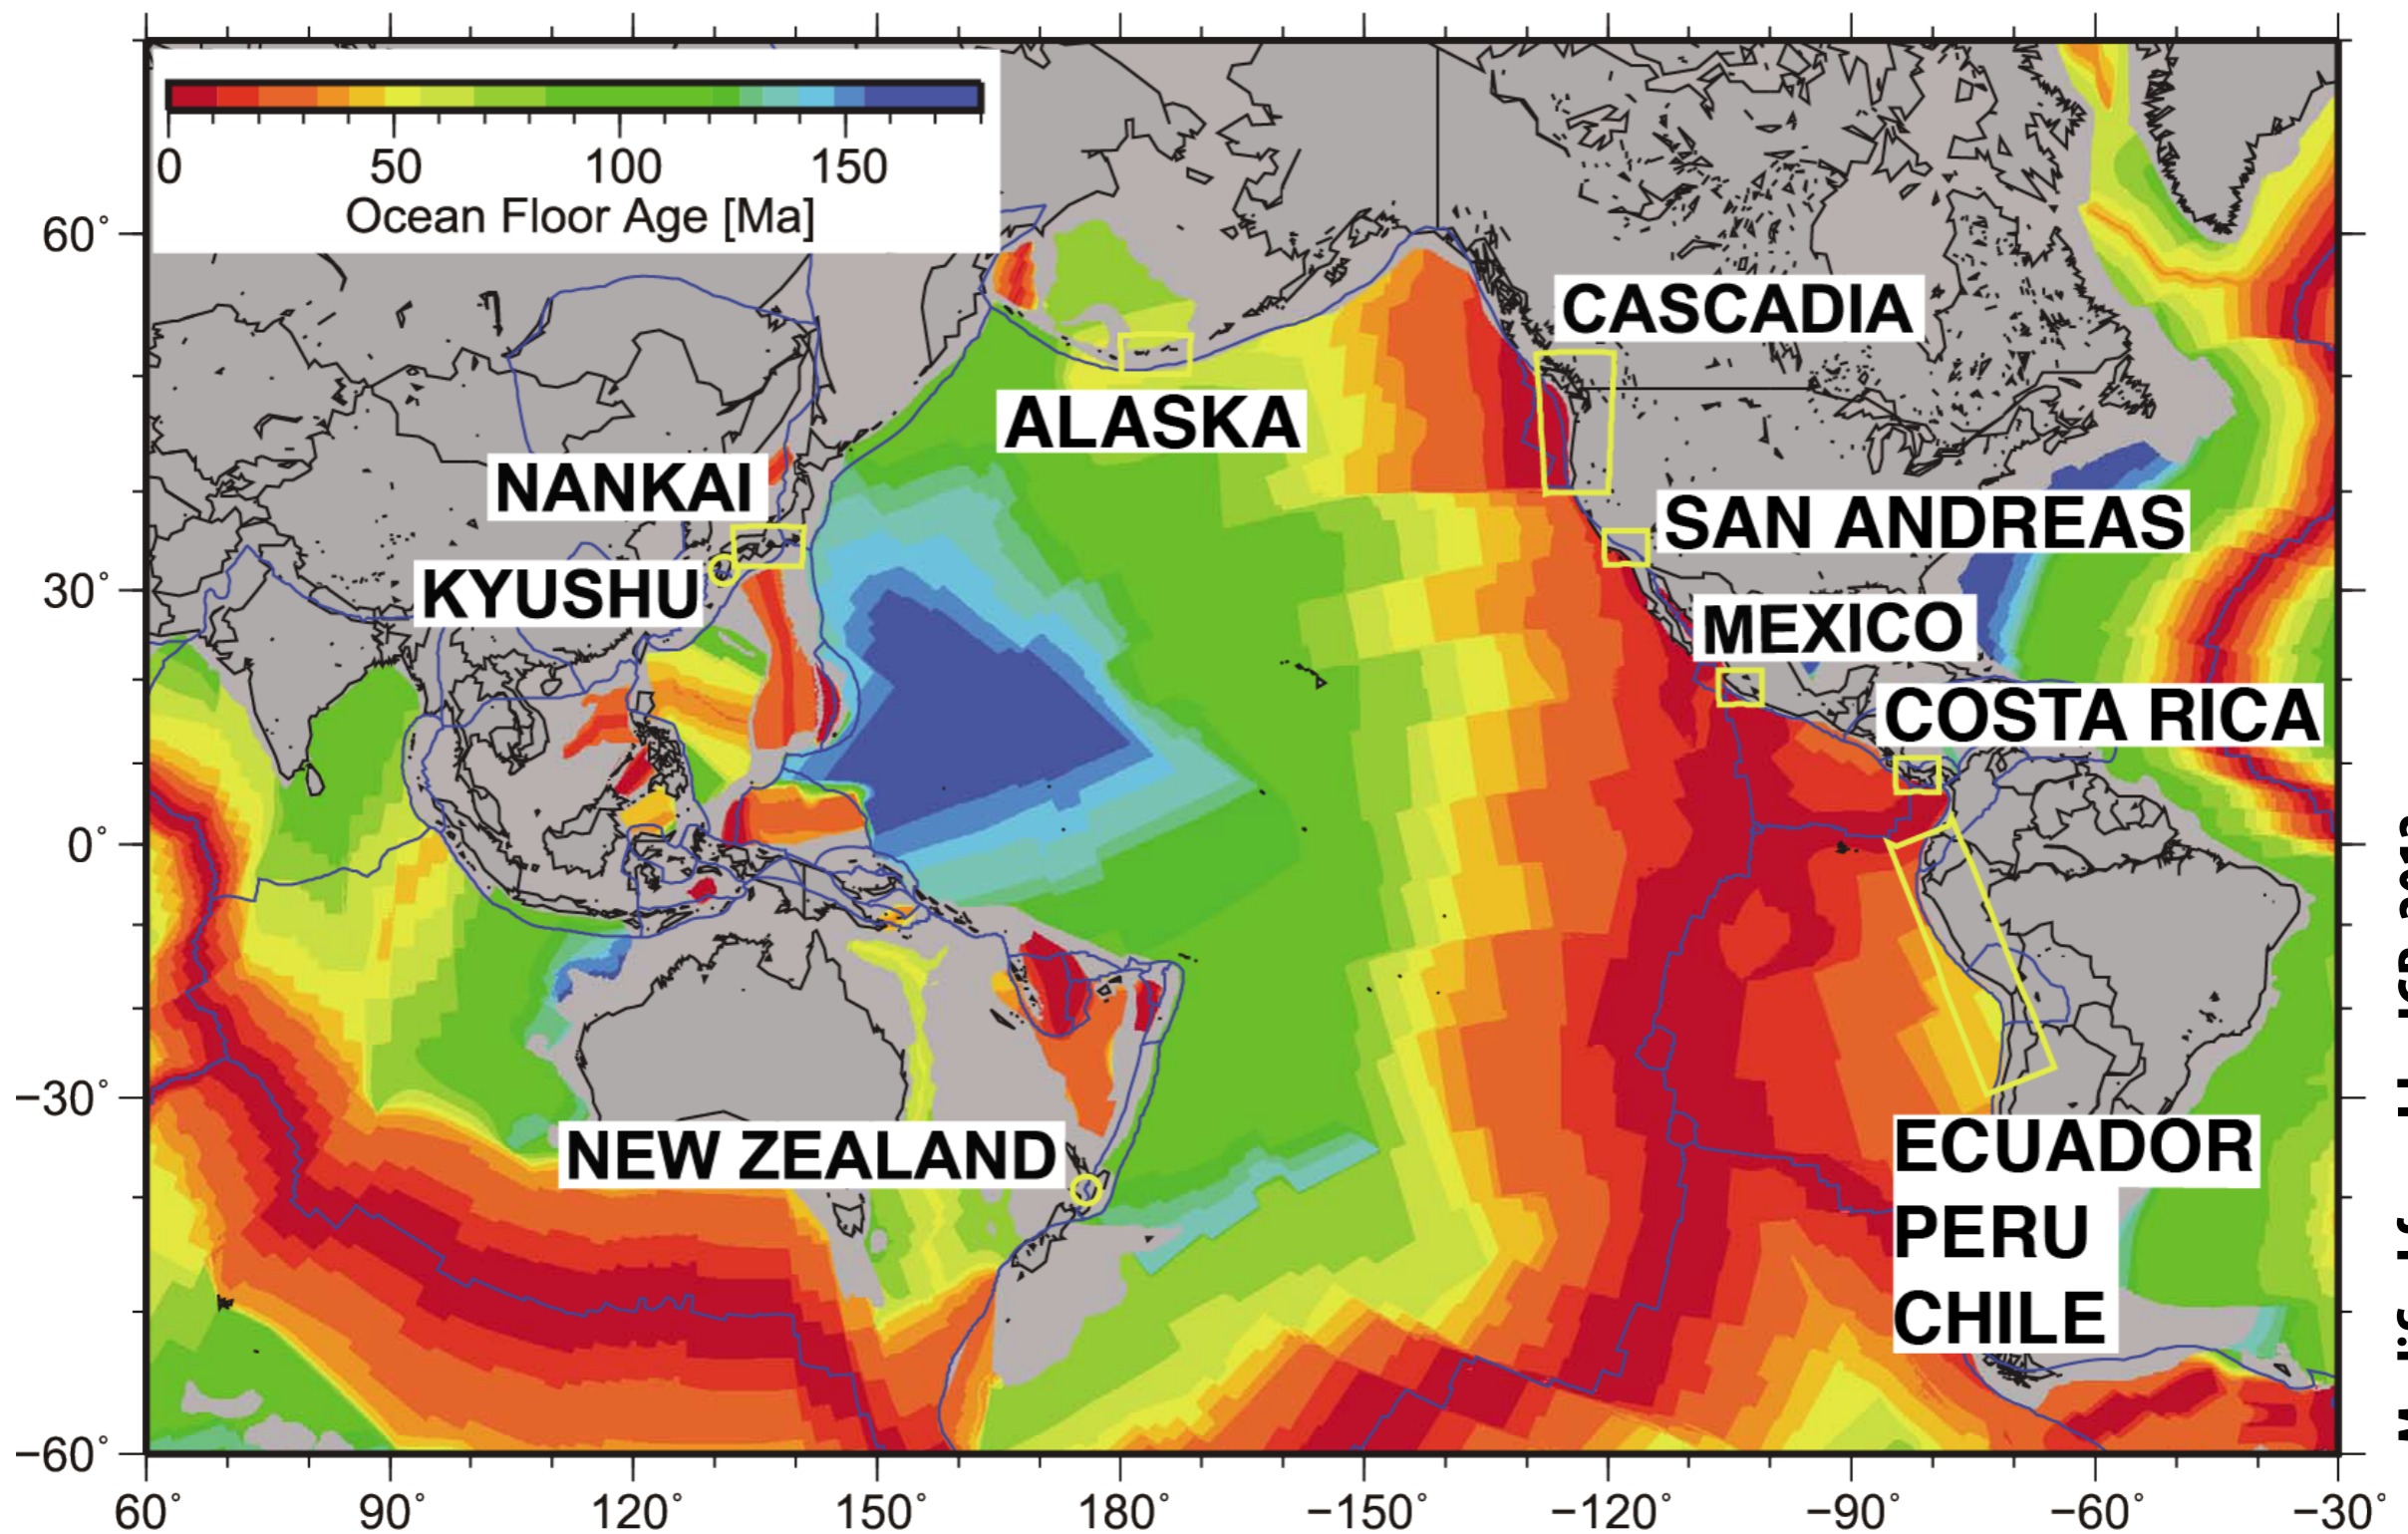 0 50 100 150
Ocean Floor Age [Ma]
60°
30°
0°
−30°
−60°
CASCADIA
ALASKA
NANKAI
SAN ANDREAS
KYUSHU
MEXICO
COSTA RICA
NEW ZEALAND
ECUADOR
PERU
CHILE
60° 90° 120° 150° 180° −150° −120° −90° −60° −30°